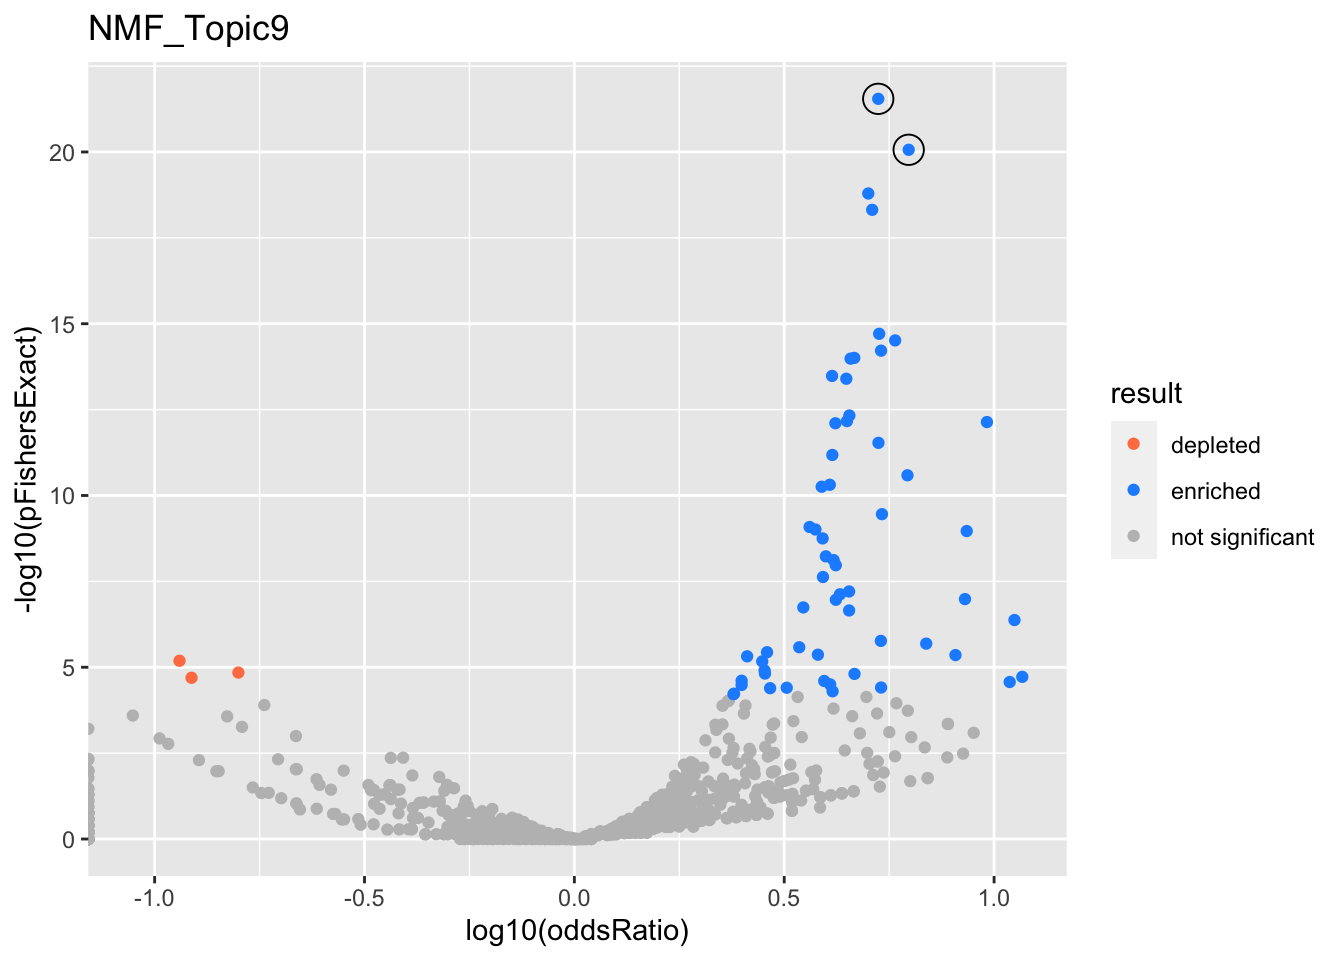 NMF_Topic9
-log10(pFishersExact)
20
15
10
5
0
-1.0
-0.5
0.0
0.5
1.0
log10(oddsRatio)
result
depleted
enriched
not significant